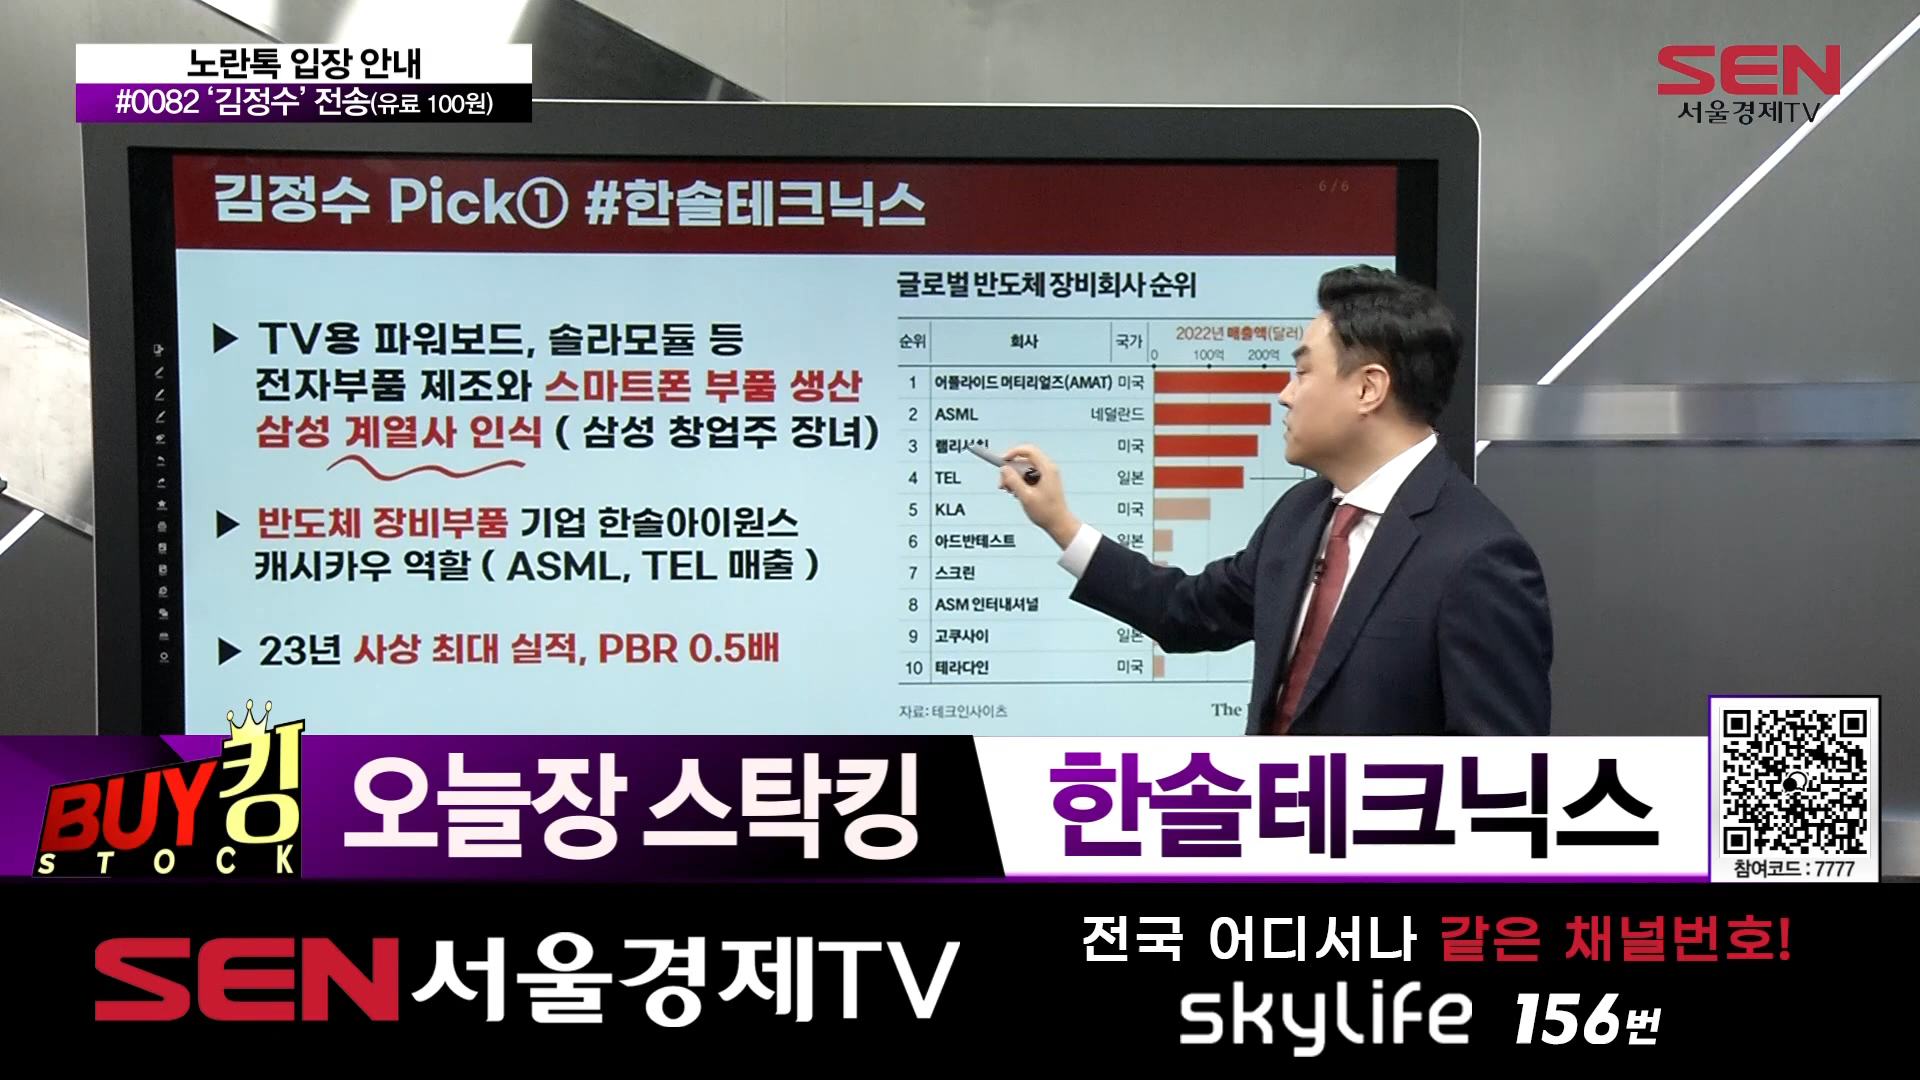 노란톡 입장 안내
#0082 ‘김정수’ 전송(유료 100원)
SEN
서울경제TV
김정수 Pick① #한솔테크닉스
6 / 6
▶ TV용 파워보드, 솔라모듈 등
전자부품 제조와 스마트폰 부품 생산
삼성 계열사 인식 ( 삼성 창업주 장녀)
▶ 반도체 장비부품 기업 한솔아이원스
캐시카우 역할 ( ASML, TEL 매출 )
▶ 23년 사상 최대 실적, PBR 0.5배
글로벌 반도체 장비회사 순위
순위 회사 국가 2022년 매출액(달러)
0 100억 200억
1 어플라이드 머티리얼즈(AMAT) 미국
2 ASML 네덜란드
3 램리서치 미국
4 TEL 일본
5 KLA 미국
6 아드반테스트 일본
7 스크린
8 ASM 인터내셔널
9 고쿠사이 일본
10 테라다인 미국
자료: 테크인사이츠 The
BUY킹
STOCK
오늘장 스탁킹
한솔테크닉스
참여코드 : 7777
SEN서울경제TV
전국 어디서나 같은 채널번호!
skylife 156번